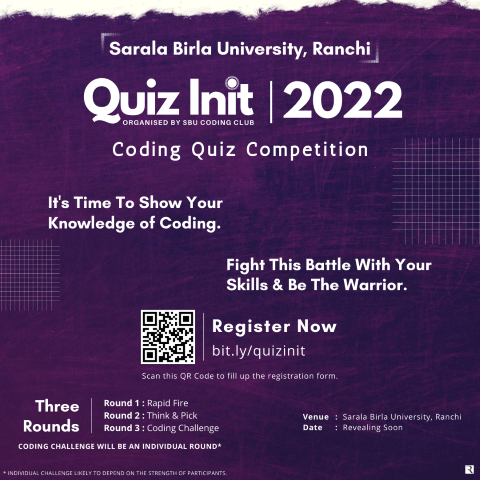 Sarala Birla University, Ranchi
Quiz Init | 2022
ORGANISED BY SBU CODING CLUB
Coding Quiz Competition
It's Time To Show Your
Knowledge of Coding.
Fight This Battle With Your
Skills & Be The Warrior.
Register Now
bit.ly/quizinit
Scan this QR Code to fill up the registration form.
Three
Rounds
Round 1 : Rapid Fire
Round 2 : Think & Pick
Round 3 : Coding Challenge
CODING CHALLENGE WILL BE AN INDIVIDUAL ROUND*
Venue : Sarala Birla University, Ranchi
Date : Revealing Soon
* INDIVIDUAL CHALLENGE LIKELY TO DEPEND ON THE STRENGTH OF PARTICIPANTS.